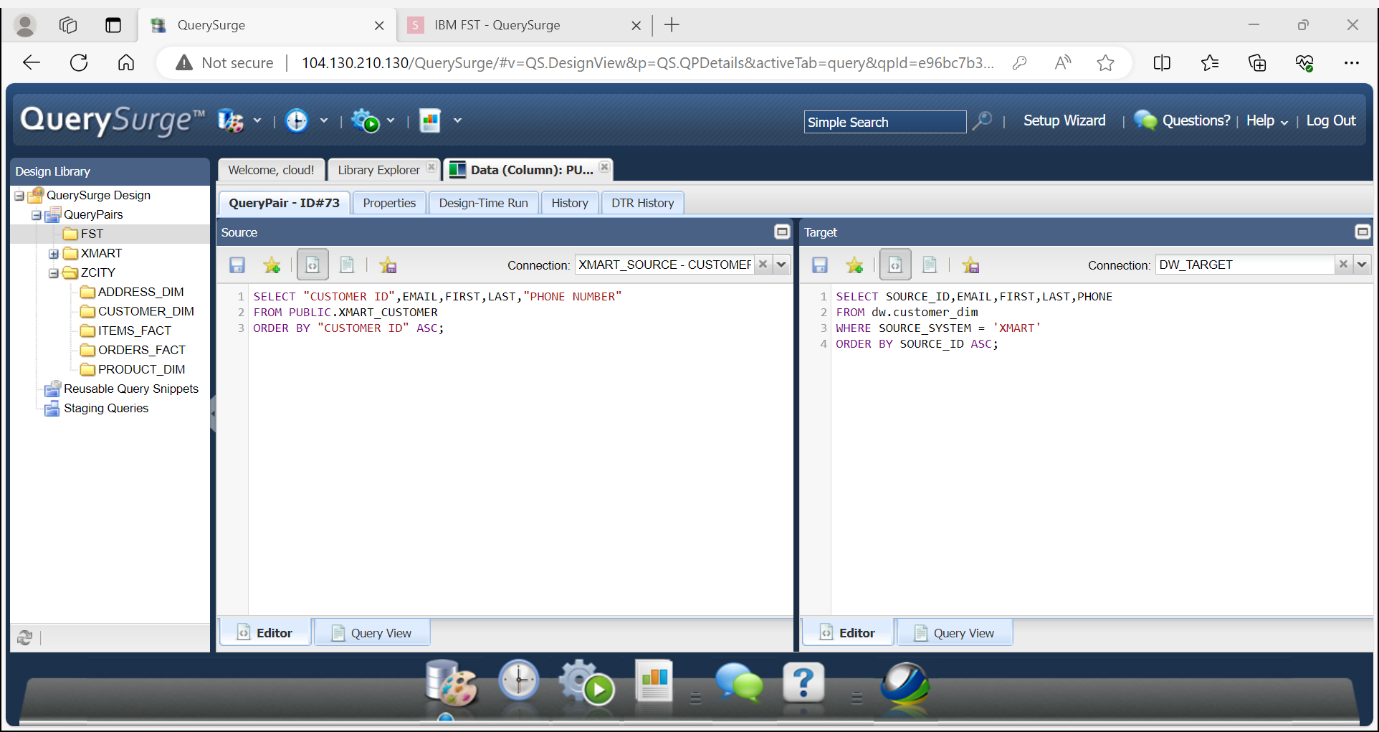 QuerySurge
S IBM FST - QuerySurge
Not secure
104.130.210.130/QuerySurge/#v=QS.DesignView&p=QS.QPDetails&activeTab=query&qpId=e96bc7b3...
QuerySurge™
Simple Search
Setup Wizard | Questions? | Help | Log Out
Design Library
Welcome, cloud!
Library Explorer
Data (Column): PU...
QuerySurge Design
QueryPairs
FST
XMART
ZCITY
ADDRESS_DIM
CUSTOMER_DIM
ITEMS_FACT
ORDERS_FACT
PRODUCT_DIM
Reusable Query Snippets
Staging Queries
QueryPair - ID#73
Properties
Design-Time Run
History
DTR History
Source
Connection: XMART_SOURCE - CUSTOMER
1 SELECT "CUSTOMER ID",EMAIL,FIRST,LAST,"PHONE NUMBER"
2 FROM PUBLIC.XMART_CUSTOMER
3 ORDER BY "CUSTOMER ID" ASC;
Editor
Query View
Target
Connection: DW_TARGET
1 SELECT SOURCE_ID,EMAIL,FIRST,LAST,PHONE
2 FROM dw.customer_dim
3 WHERE SOURCE_SYSTEM = 'XMART'
4 ORDER BY SOURCE_ID ASC;
Editor
Query View